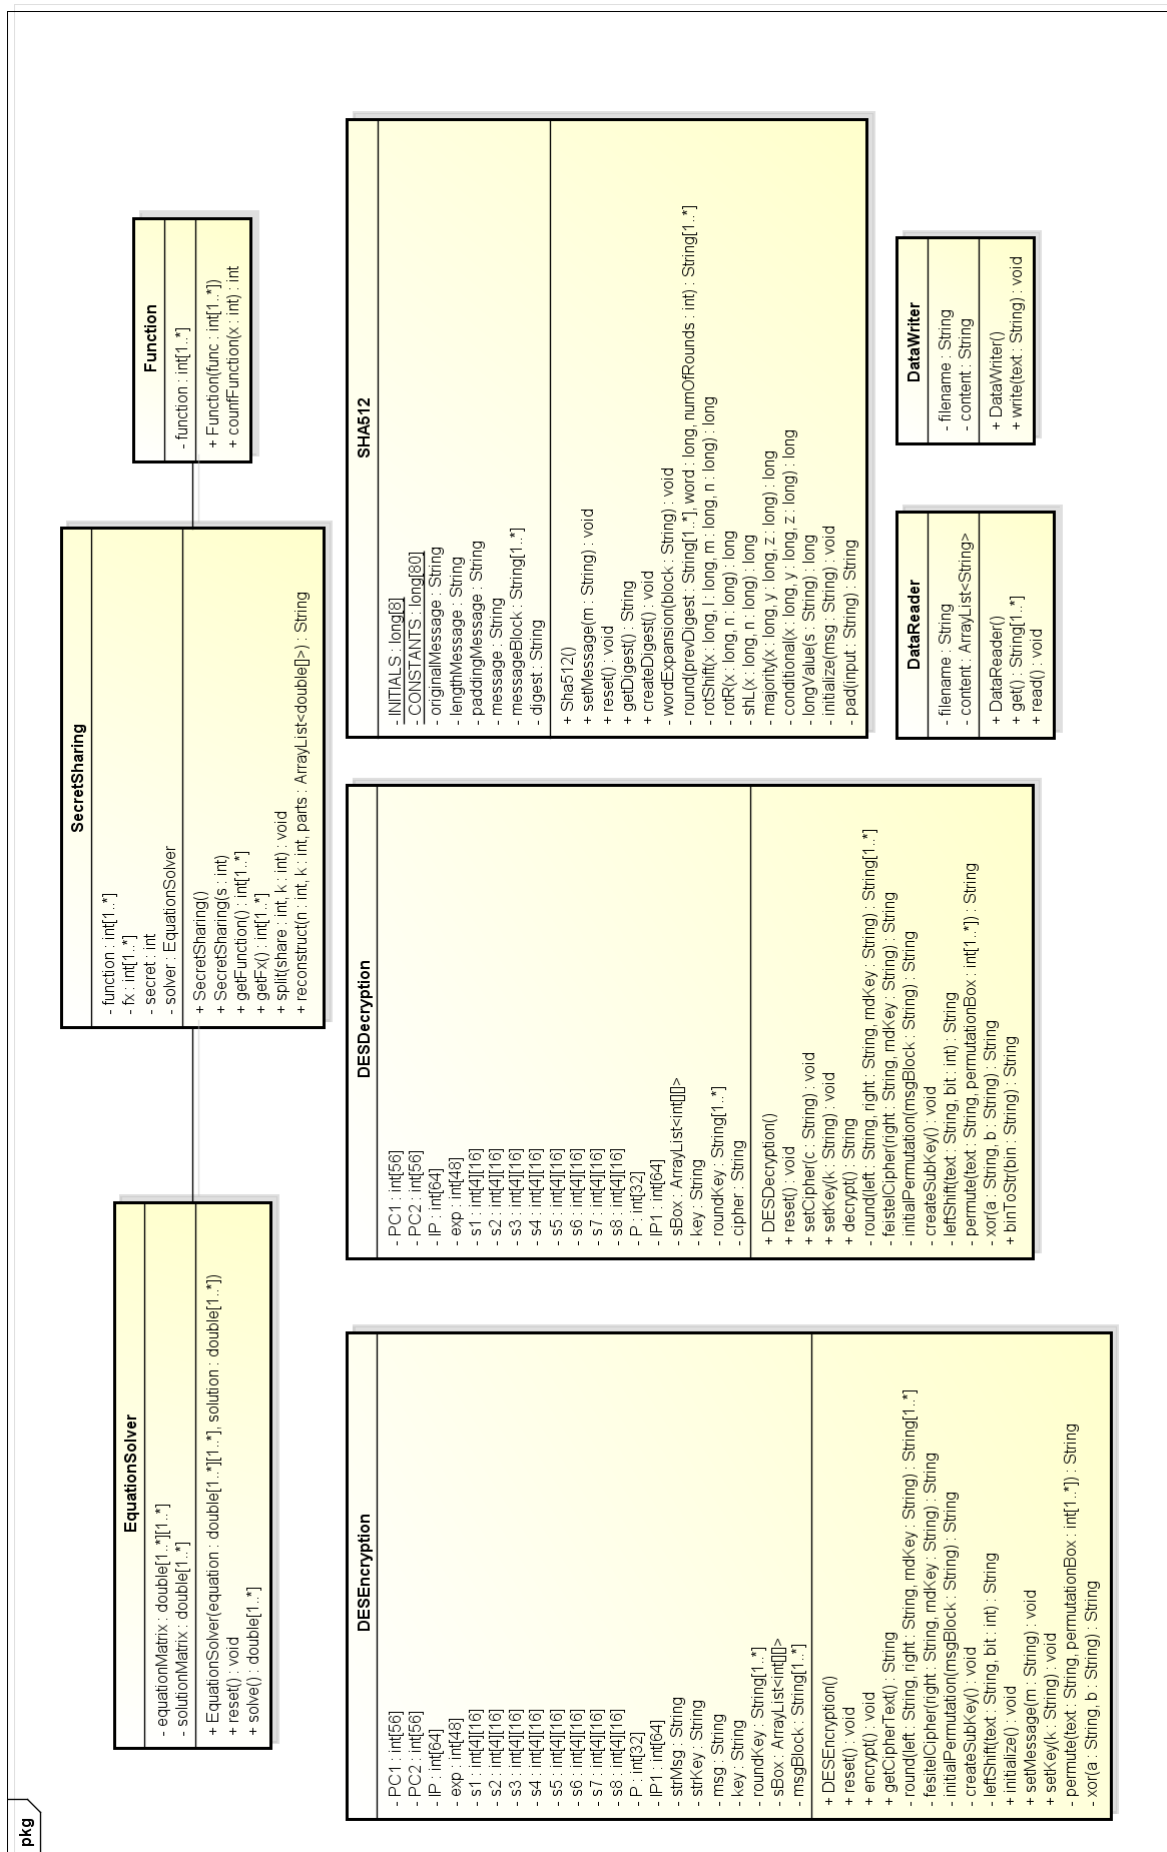 pkg
EquationSolver
- equationMatrix : double[1..*][1..*]
- solutionMatrix : double[1..*]
+ EquationSolver(equation : double[1..*][1..*], solution : double[1..*])
+ reset() : void
+ solve() : double[1..*]
SecretSharing
- function : int[1..*]
- fx : int[1..*]
- secret : int
- solver : EquationSolver
+ SecretSharing()
+ SecretSharing(s : int)
+ getFunction() : int[1..*]
+ getFx() : int[1..*]
+ split(share : int, k : int) : void
+ reconstruct(n : int, k : int, parts : ArrayList<double[]>) : String
Function
- function : int[1..*]
+ Function(func : int[1..*])
+ counfFunction(x : int) : int
DESEncryption
- PC1 : int[56]
- PC2 : int[56]
- IP : int[64]
- exp : int[48]
- s1 : int[4][16]
- s2 : int[4][16]
- s3 : int[4][16]
- s4 : int[4][16]
- s5 : int[4][16]
- s6 : int[4][16]
- s7 : int[4][16]
- s8 : int[4][16]
- P : int[32]
- IP1 : int[64]
- strMsg : String
- strKey : String
- msg : String
- key : String
- roundKey : String[1..*]
- sBox : ArrayList<int[][]>
- msgBlock : String[1..*]
+ DESEncryption()
+ reset() : void
+ encrypt() : void
+ getCipherText() : String
- round(left : String, right : String, rndKey : String) : String[1..*]
- festielCipher(right : String, rndKey : String) : String
- initialPermutation(msgBlock : String) : String
- createSubKey() : void
- leftShift(text : String, bit : int) : String
+ initialize() : void
+ setMessage(m : String) : void
+ setKey(k : String) : void
- permute(text : String, permutationBox : int[1..*]) : String
- xor(a : String, b : String) : String
DESDecryption
- PC1 : int[56]
- PC2 : int[56]
- IP : int[64]
- exp : int[48]
- s1 : int[4][16]
- s2 : int[4][16]
- s3 : int[4][16]
- s4 : int[4][16]
- s5 : int[4][16]
- s6 : int[4][16]
- s7 : int[4][16]
- s8 : int[4][16]
- P : int[32]
- IP1 : int[64]
- sBox : ArrayList<int[][]>
- key : String
- roundKey : String[1..*]
- cipher : String
+ DESDecryption()
+ reset() : void
+ setCipher(c : String) : void
+ setKey(k : String) : void
+ decrypt() : String
- round(left : String, right : String, rndKey : String) : String[1..*]
- feistelCipher(right : String, rndKey : String) : String
- initialPermutation(msgBlock : String) : String
- createSubKey() : void
- leftShift(text : String, bit : int) : String
- permute(text : String, permutationBox : int[1..*]) : String
- xor(a : String, b : String) : String
+ binToStr(bin : String) : String
SHA512
- INITIALS : long[8]
- CONSTANTS : long[80]
- originalMessage : String
- lengthMessage : String
- paddingMessage : String
- message : String
- messageBlock : String[1..*]
- digest : String
+ Sha512()
+ setMessage(m : String) : void
+ reset() : void
+ getDigest() : String
+ createDigest() : void
- wordExpansion(block : String) : void
- round(prevDigest : String[1..*], word : long, numOfRounds : int) : String[1..*]
- rotShift(x : long, l : long, m : long, n : long) : long
- rotR(x : long, n : long) : long
- shL(x : long, n : long) : long
- majority(x : long, y : long, z : long) : long
- conditional(x : long, y : long, z : long) : long
- longValue(s : String) : long
- initialize(msg : String) : void
- pad(input : String) : String
DataReader
- filename : String
- content : ArrayList<String>
+ DataReader()
+ get() : String[1..*]
+ read() : void
DataWriter
- filename : String
- content : String
+ DataWriter()
+ write(text : String) : void